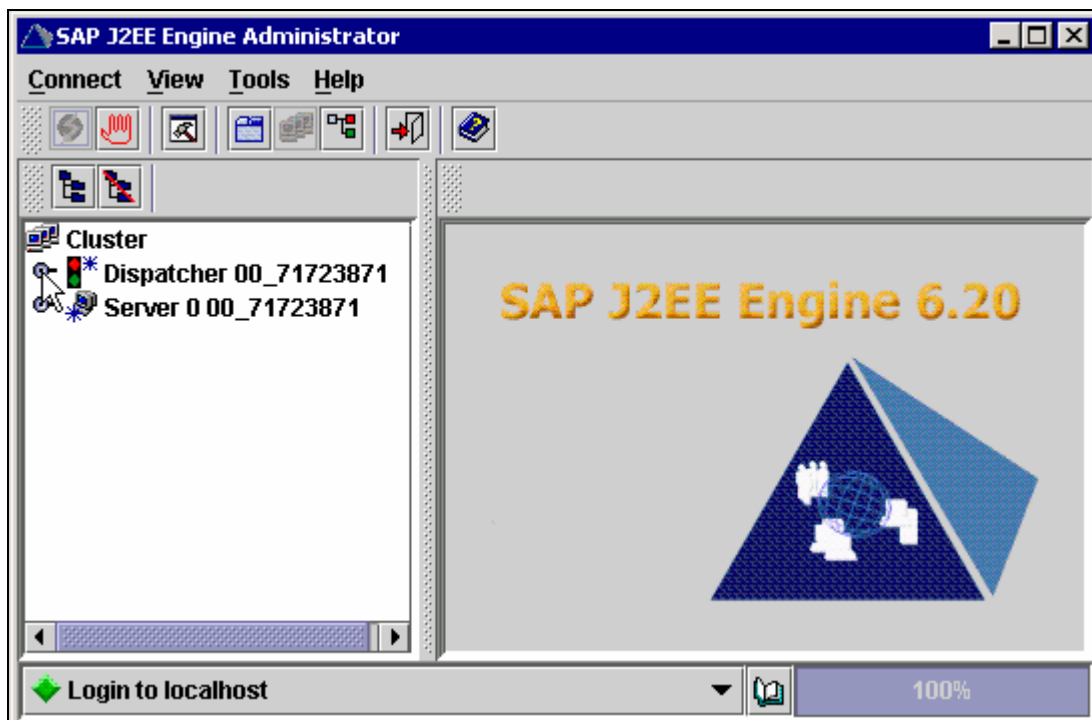 SAP J2EE Engine Administrator
Connect View Tools Help
Cluster
Dispatcher 00_71723871
Server 0 00_71723871
SAP J2EE Engine 6.20
Login to localhost
100%